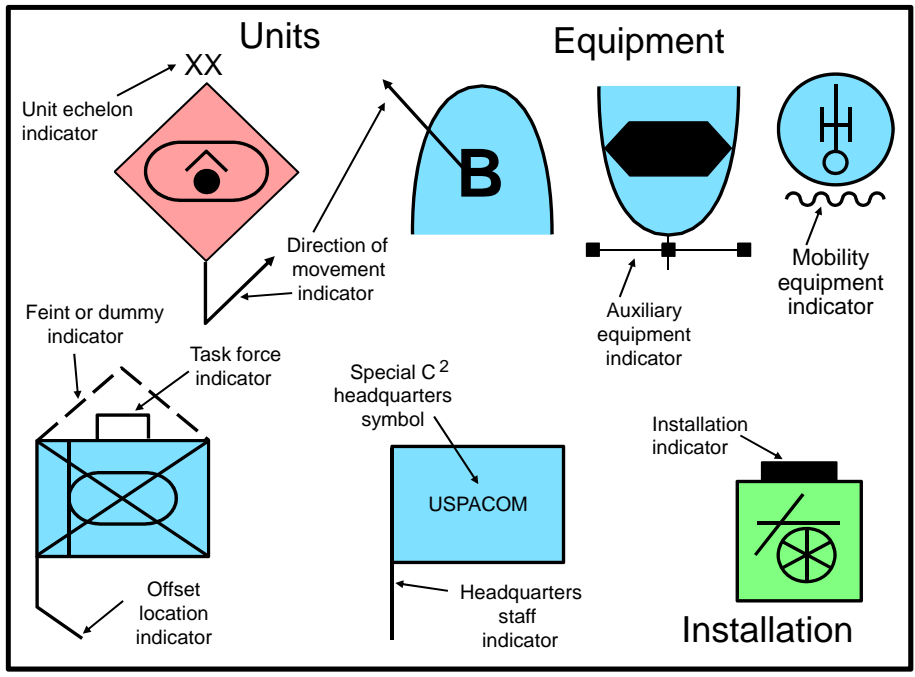 Units
Equipment
XX
Unit echelon
indicator
B
Direction of
movement
indicator
Auxiliary
equipment
indicator
Mobility
equipment
indicator
Feint or dummy
indicator
Task force
indicator
Special C2
headquarters
symbol
USPACOM
Installation
indicator
Offset
location
indicator
Headquarters
staff
indicator
Installation